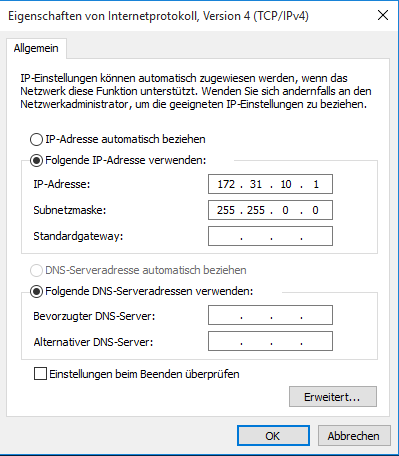 Eigenschaften von Internetprotokoll, Version 4 (TCP/IPv4)
Allgemein
IP-Einstellungen können automatisch zugewiesen werden, wenn das
Netzwerk diese Funktion unterstützt. Wenden Sie sich andernfalls an den
Netzwerkadministrator, um die geeigneten IP-Einstellungen zu beziehen.
IP-Adresse automatisch beziehen
Folgende IP-Adresse verwenden:
IP-Adresse: 172 . 31 . 10 . 1
Subnetzmaske: 255 . 255 . 0 . 0
Standardgateway: . . .
DNS-Serveradresse automatisch beziehen
Folgende DNS-Serveradressen verwenden:
Bevorzugter DNS-Server: . . .
Alternativer DNS-Server: . . .
Einstellungen beim Beenden überprüfen
Erweitert...
OK Abbrechen